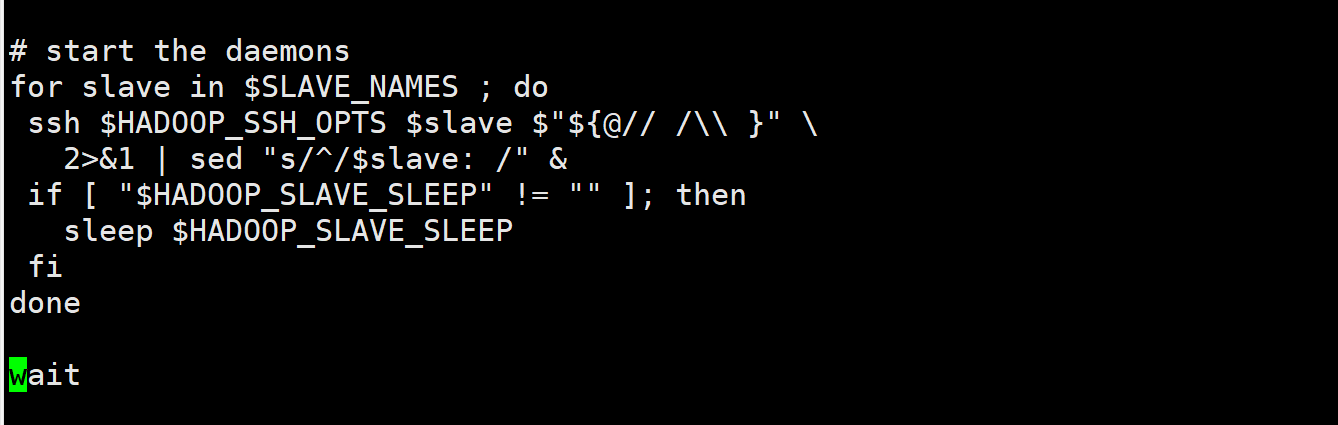 # start the daemons
for slave in $SLAVE_NAMES ; do
 ssh $HADOOP_SSH_OPTS $slave $"${@// /\\ }" \
   2>&1 | sed "s/^/$slave: /" &
 if [ "$HADOOP_SLAVE_SLEEP" != "" ]; then
   sleep $HADOOP_SLAVE_SLEEP
 fi
done
wait